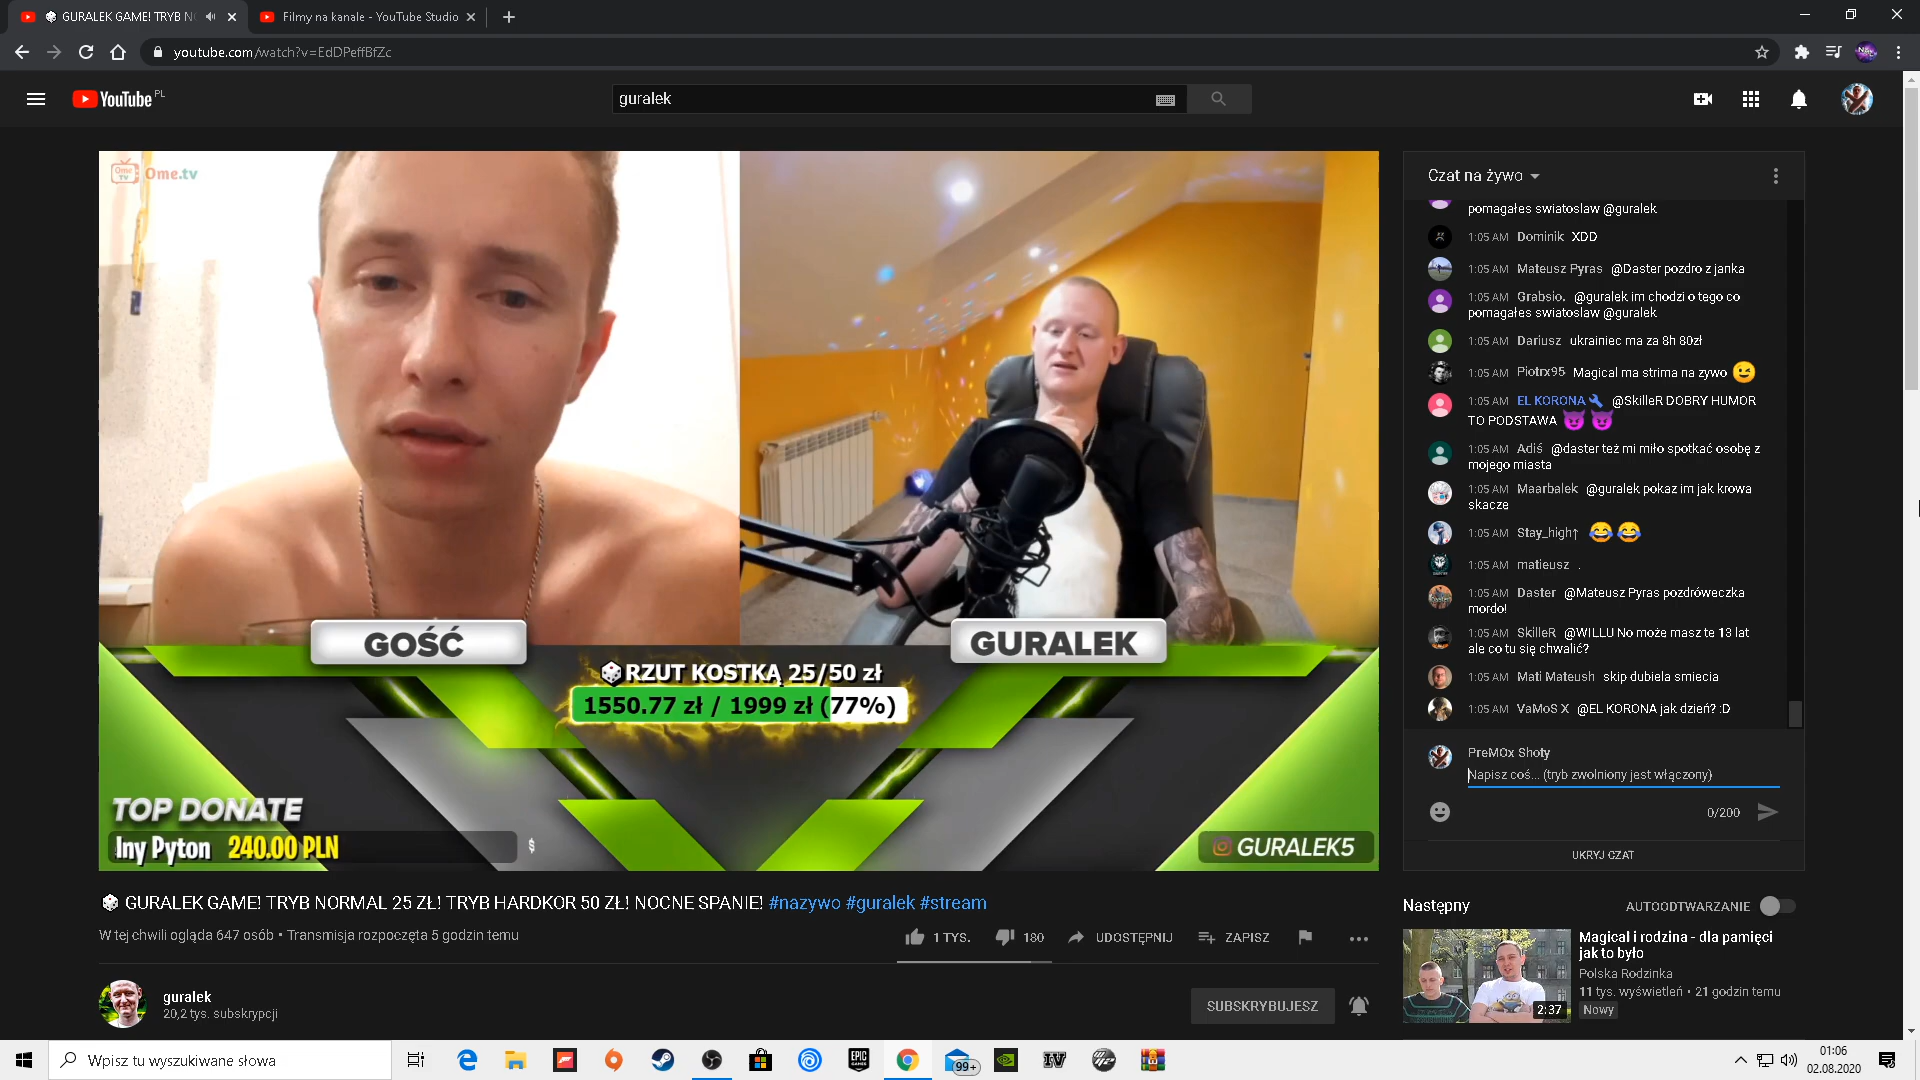 GURALEK GAME! TRYB N
Filmy na kanale - YouTube Studio
youtube.com/watch?v=EdDPeffBfZc
YouTube PL
guralek
Ome.tv
GOŚĆ
GURALEK
RZUT KOSTKĄ 25/50 zł
1550.77 zł / 1999 zł (77%)
TOP DONATE
Iny Pyton 240.00 PLN $
GURALEK5
Czat na żywo
pomagałes swiatoslaw @guralek
1:05 AM Dominik XDD
1:05 AM Mateusz Pyras @Daster pozdro z janka
1:05 AM Grabsio. @guralek im chodzi o tego co
pomagałes swiatoslaw @guralek
1:05 AM Dariusz ukrainiec ma za 8h 80zł
1:05 AM Piotrx95 Magical ma strima na zywo 😉
1:05 AM EL KORONA @SkilleR DOBRY HUMOR
TO PODSTAWA 😈 😈
1:05 AM Adiś @daster też mi miło spotkać osobę z
mojego miasta
1:05 AM Maarbalek @guralek pokaz im jak krowa
skacze
1:05 AM Stay_high↑ 😂 😂
1:05 AM matieusz .
1:05 AM Daster @Mateusz Pyras pozdróweczka
mordo!
1:05 AM SkilleR @WILLU No może masz te 13 lat
ale co tu się chwalić?
1:05 AM Mati Mateush skip dubiela smiecia
1:05 AM VaMoS X @EL KORONA jak dzień? :D
PreMOx Shoty
Napisz coś... (tryb zwolniony jest włączony)
0/200
UKRYJ CZAT
GURALEK GAME! TRYB NORMAL 25 ZŁ! TRYB HARDKOR 50 ZŁ! NOCNE SPANIE! #nazywo #guralek #stream
W tej chwili ogląda 647 osób • Transmisja rozpoczęta 5 godzin temu
1 TYS. 180 UDOSTĘPNIJ ZAPISZ
guralek
20,2 tys. subskrypcji
SUBSKRYBUJESZ
Następny
AUTOODTWARZANIE
Magical i rodzina - dla pamięci
jak to było
Polska Rodzinka
11 tys. wyświetleń • 21 godzin temu
Nowy
2:37
Wpisz tu wyszukiwane słowa
EPIC GAMES
99+
IV
01:06
02.08.2020